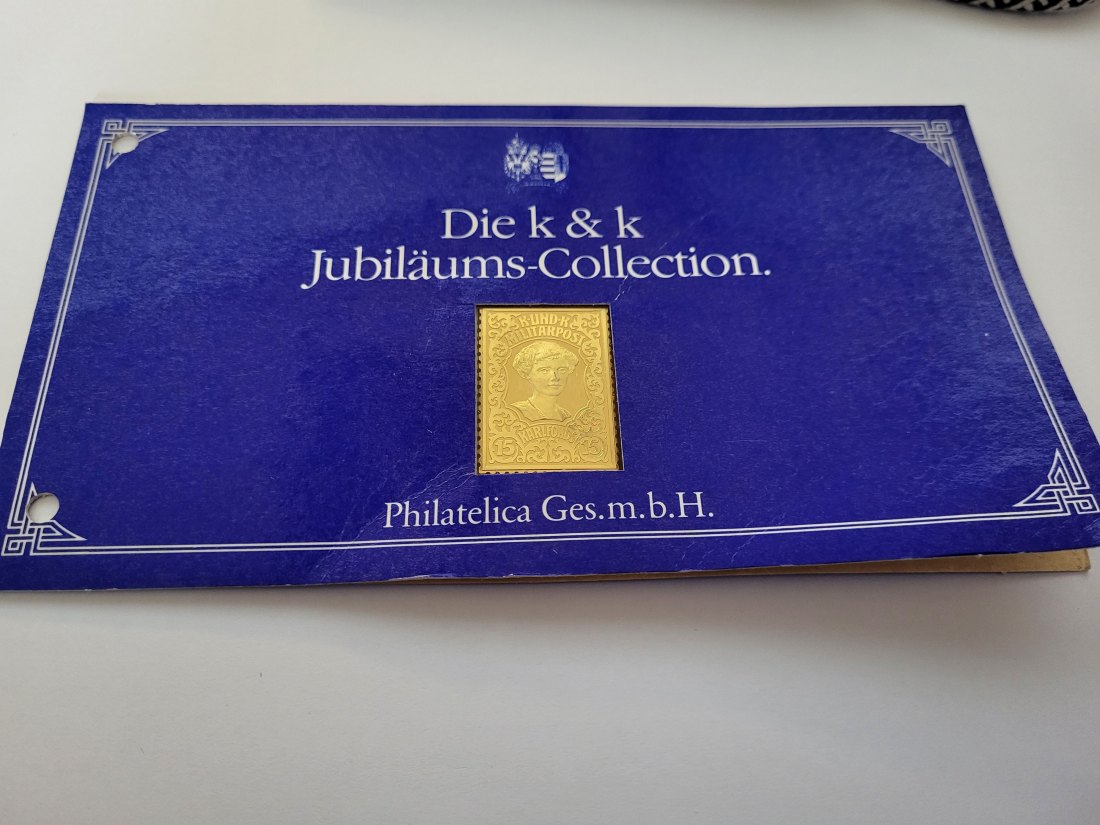 Die k & k
Jubiläums-Collection.
K·UND·K
MILITÄRPOST
15
15
Philatelica Ges.m.b.H.